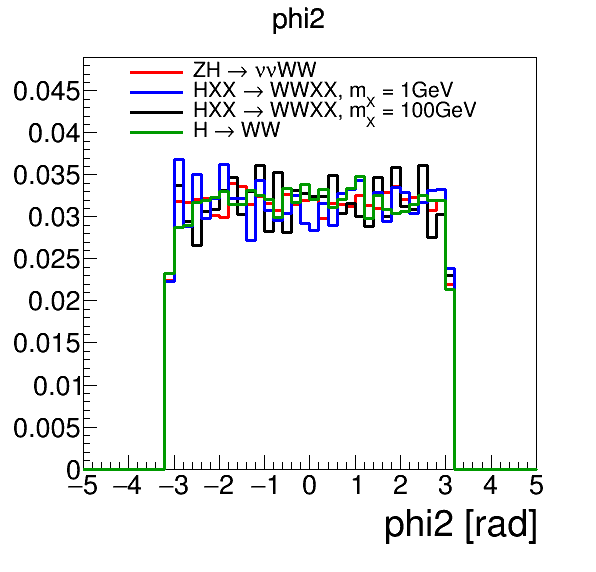 phi2
ZH → ννWW
HXX → WWXX, mX = 1GeV
HXX → WWXX, mX = 100GeV
H → WW
0.045
0.04
0.035
0.03
0.025
0.02
0.015
0.01
0.005
0
−5 −4 −3 −2 −1 0 1 2 3 4 5
phi2 [rad]